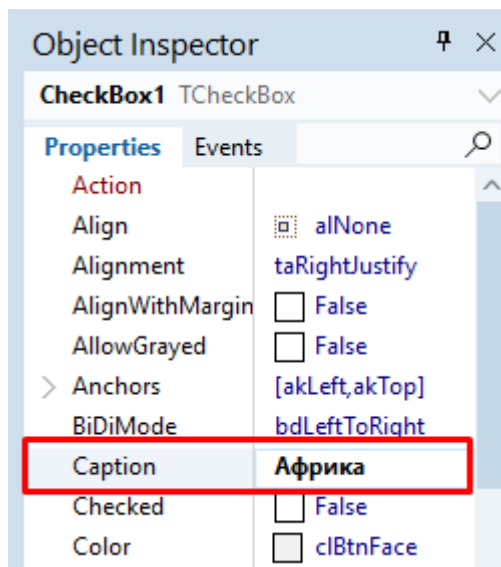 Object Inspector
CheckBox1 TCheckBox
Properties Events
Action
Align alNone
Alignment taRightJustify
AlignWithMargin False
AllowGrayed False
Anchors [akLeft,akTop]
BiDiMode bdLeftToRight
Caption Африка
Checked False
Color clBtnFace